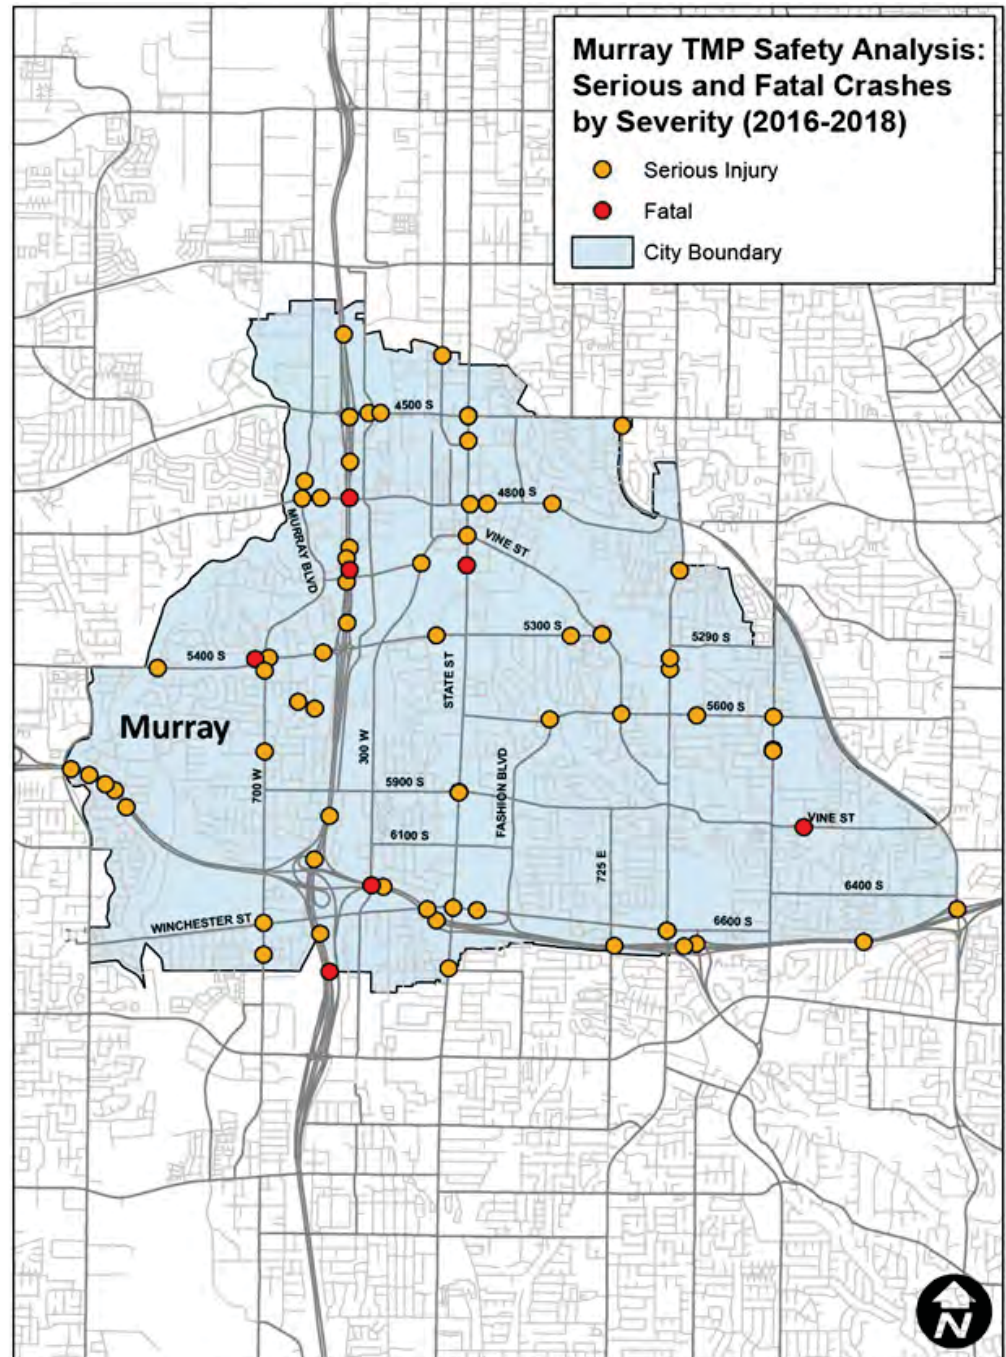 Murray TMP Safety Analysis:
Serious and Fatal Crashes
by Severity (2016-2018)
Serious Injury
Fatal
City Boundary
4500 S
4800 S
MURRAY BLVD
VINE ST
5300 S
5290 S
5400 S
STATE ST
5600 S
Murray
300 W
700 W
5900 S
FASHION BLVD
VINE ST
6100 S
725 E
6400 S
WINCHESTER ST
6600 S
N